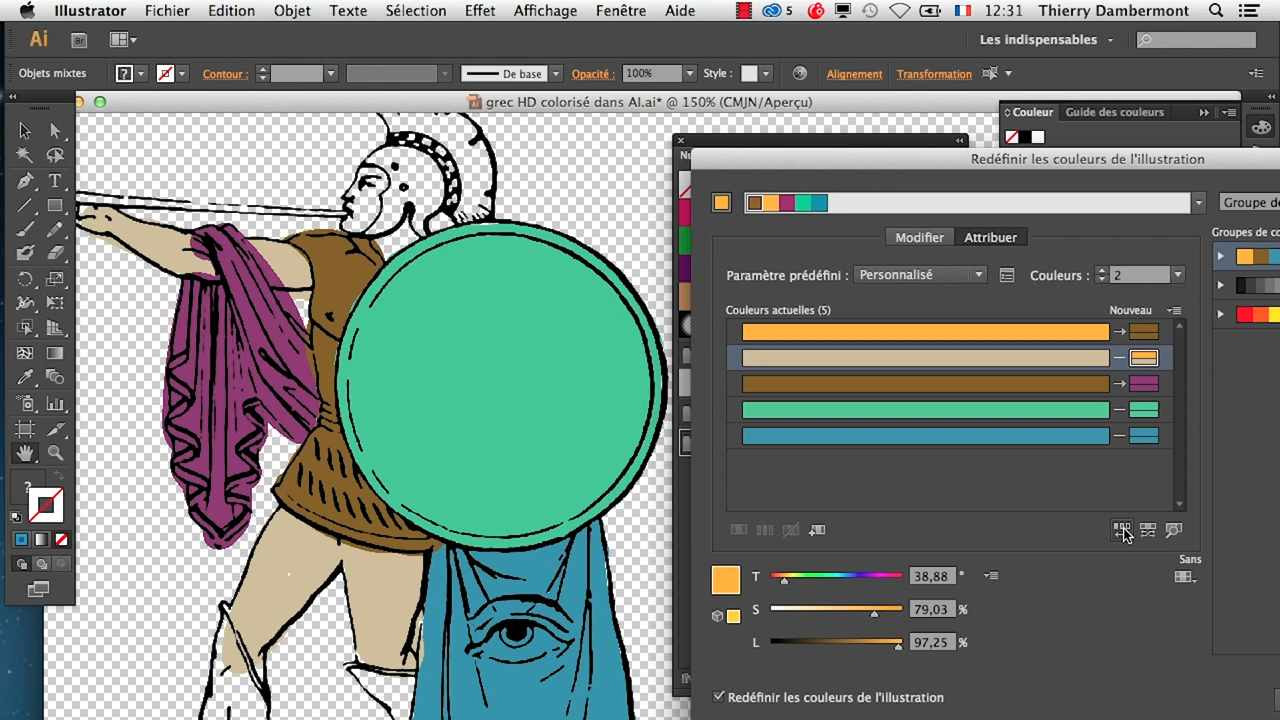 Illustrator Fichier Edition Objet Texte Sélection Effet Affichage Fenêtre Aide 5 12:31 Thierry Dambermont
Ai Br Les indispensables
Objets mixtes ? Contour : De base Opacité : 100% Style : Alignement Transformation
grec HD colorisé dans AI.ai* @ 150% (CMJN/Aperçu)
Couleur Guide des couleurs
Nu
Redéfinir les couleurs de l'illustration
Groupe de
Modifier Attribuer
Groupes de co
Paramètre prédéfini : Personnalisé Couleurs : 2
Couleurs actuelles (5) Nouveau
T
?
Sans
T 38,88 °
S 79,03 %
L 97,25 %
Redéfinir les couleurs de l'illustration